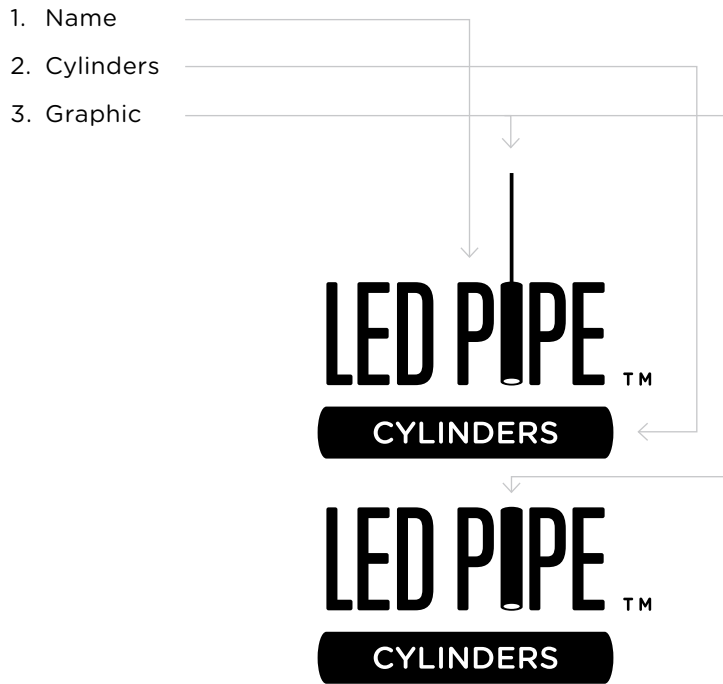 1. Name
2. Cylinders
3. Graphic
LED PIPE ™
CYLINDERS
LED PIPE ™
CYLINDERS